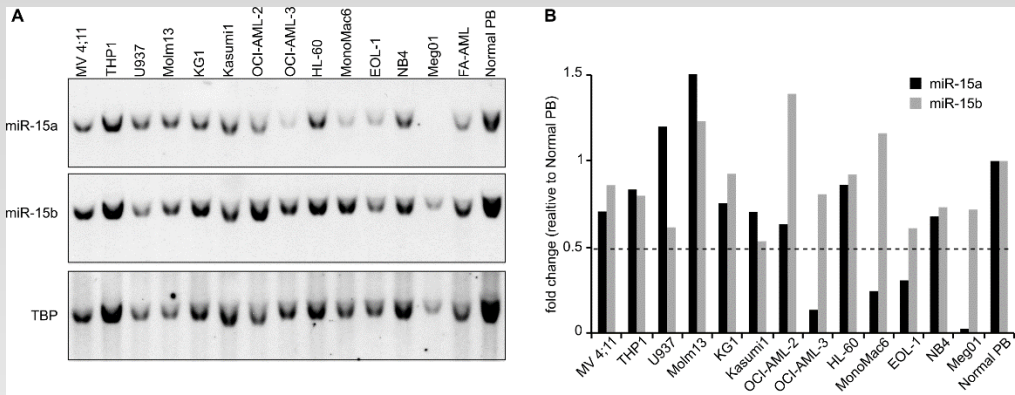 A
MV 4;11
THP1
U937
Molm13
KG1
Kasumi1
OCI-AML-2
OCI-AML-3
HL-60
MonoMac6
EOL-1
NB4
Meg01
FA-AML
Normal PB
miR-15a
miR-15b
TBP
B
fold change (realtive to Normal PB)
1.5
1
0.5
0
miR-15a
miR-15b
MV 4;11
THP1
U937
Molm13
KG1
Kasumi1
OCI-AML-2
OCI-AML-3
HL-60
MonoMac6
EOL-1
NB4
Meg01
Normal PB